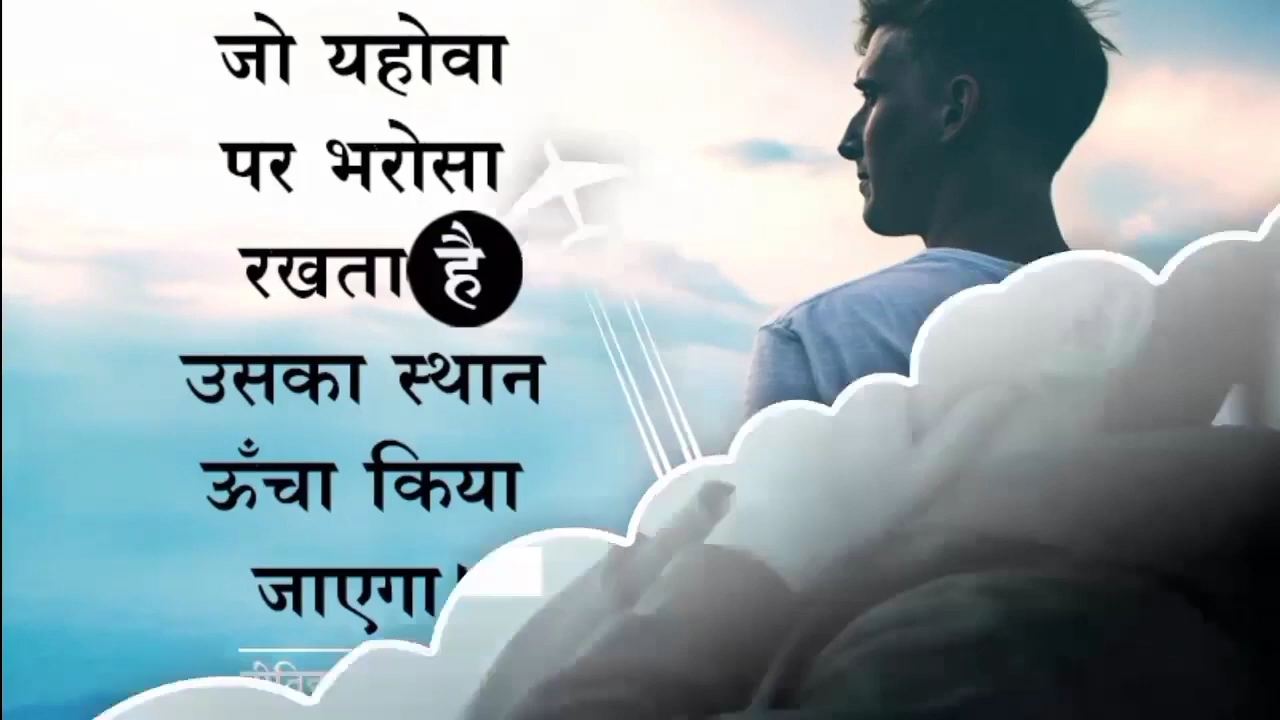 जो यहोवा
पर भरोसा
रखता है
उसका स्थान
ऊँचा किया
जाएगा।